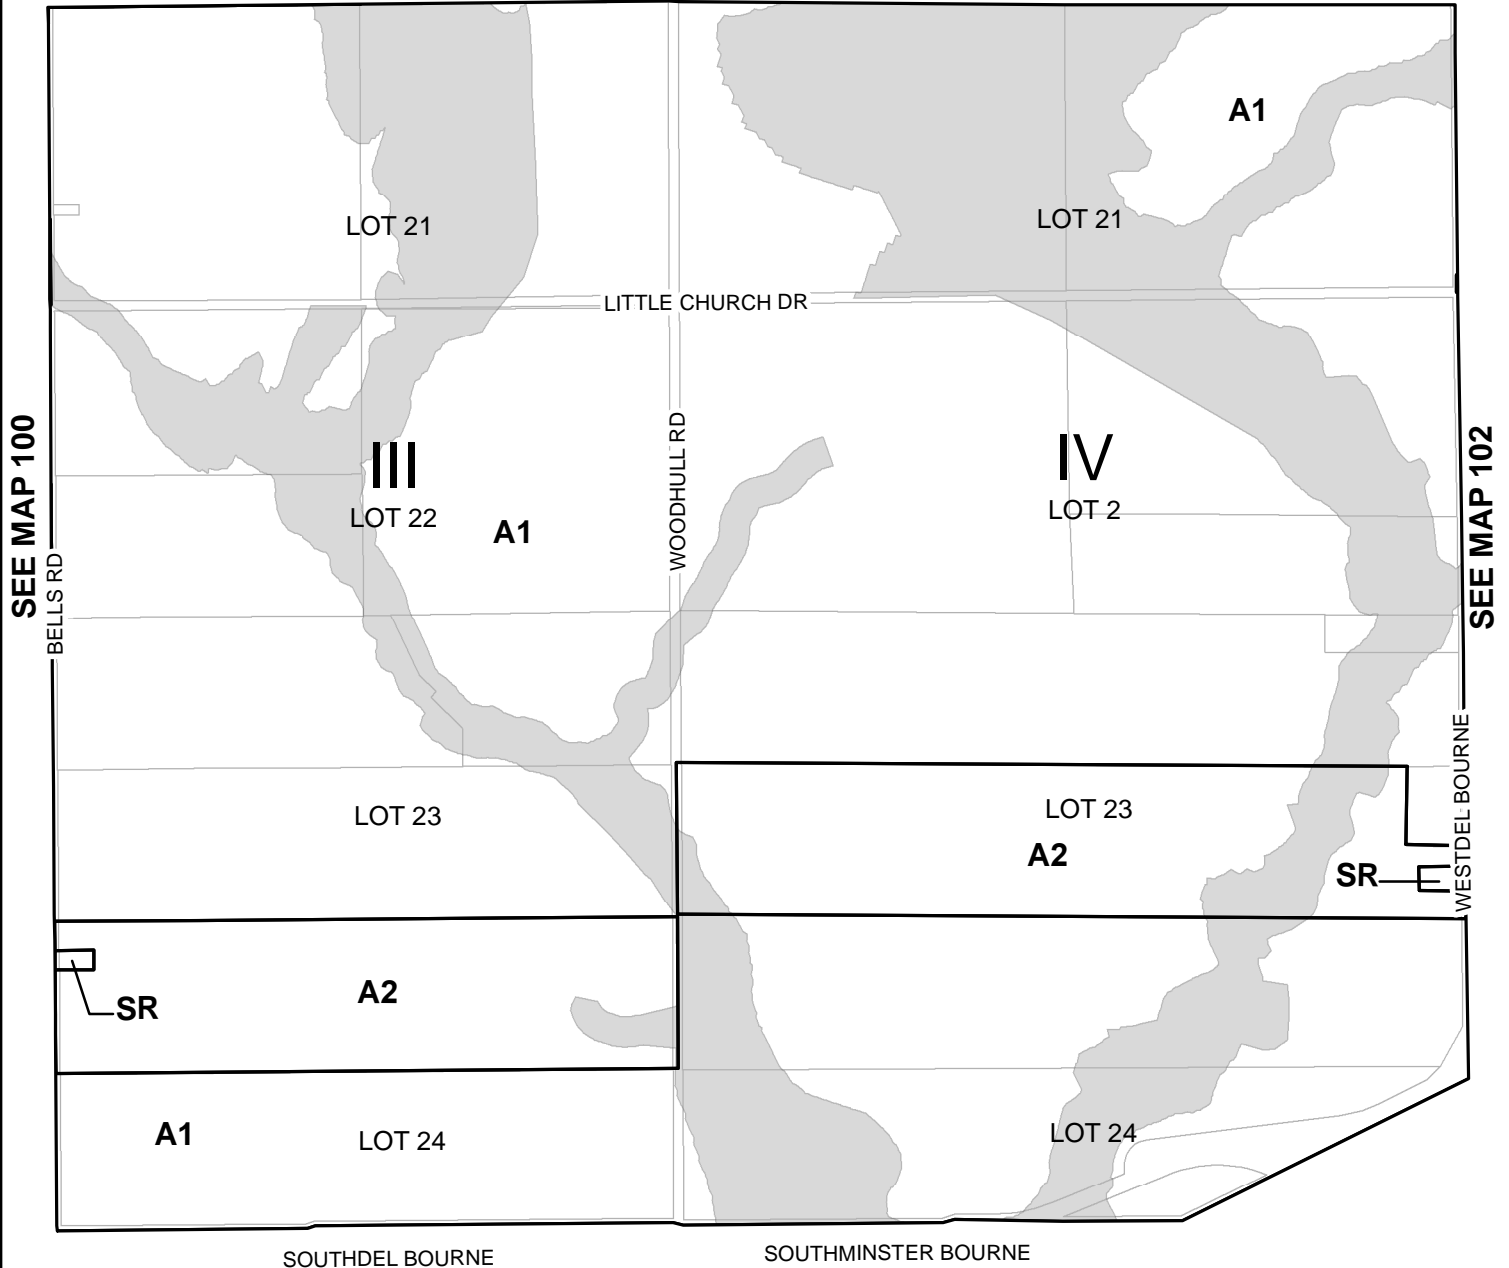 A1
LOT 21
LOT 21
LITTLE CHURCH DR
SEE MAP 100
BELLS RD
WOODHULL RD
III
LOT 22
A1
IV
LOT 2
SEE MAP 102
WESTDEL BOURNE
LOT 23
LOT 23
A2
SR
A2
SR
A1
LOT 24
LOT 24
SOUTHDEL BOURNE
SOUTHMINSTER BOURNE